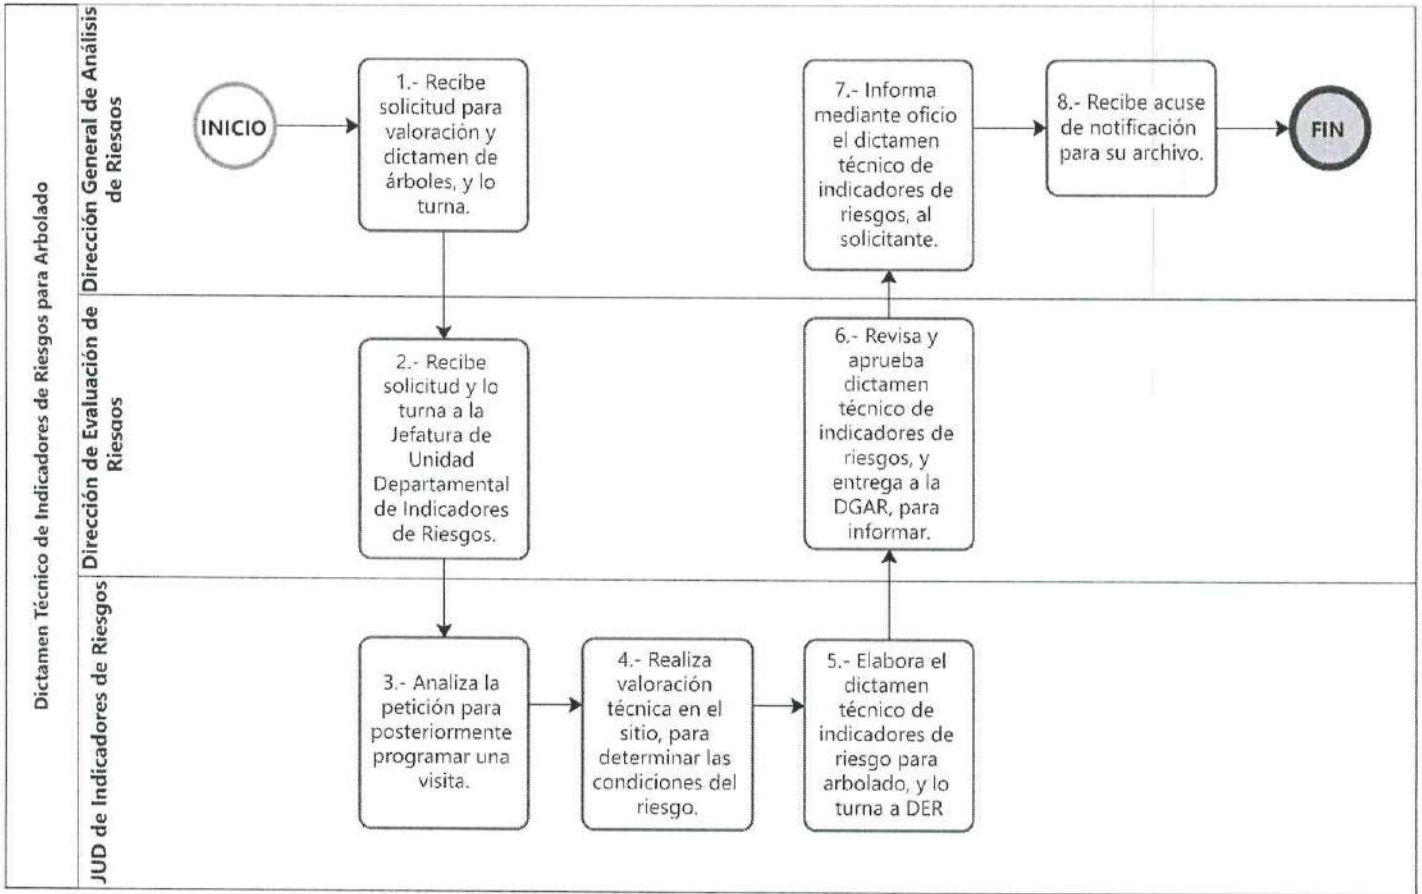 Dictamen Técnico de Indicadores de Riesgos para Arbolado
Dirección General de Análisis
de Riesgos
INICIO
1.- Recibe
solicitud para
valoración y
dictamen de
árboles, y lo
turna.
7.- Informa
mediante oficio
el dictamen
técnico de
indicadores de
riesgos, al
solicitante.
8.- Recibe acuse
de notificación
para su archivo.
FIN
Dirección de Evaluación de
Riesgos
2.- Recibe
solicitud y lo
turna a la
Jefatura de
Unidad
Departamental
de Indicadores
de Riesgos.
6.- Revisa y
aprueba
dictamen
técnico de
indicadores de
riesgos, y
entrega a la
DGAR, para
informar.
JUD de Indicadores de Riesgos
3.- Analiza la
petición para
posteriormente
programar una
visita.
4.- Realiza
valoración
técnica en el
sitio, para
determinar las
condiciones del
riesgo.
5.- Elabora el
dictamen
técnico de
indicadores de
riesgo para
arbolado, y lo
turna a DER